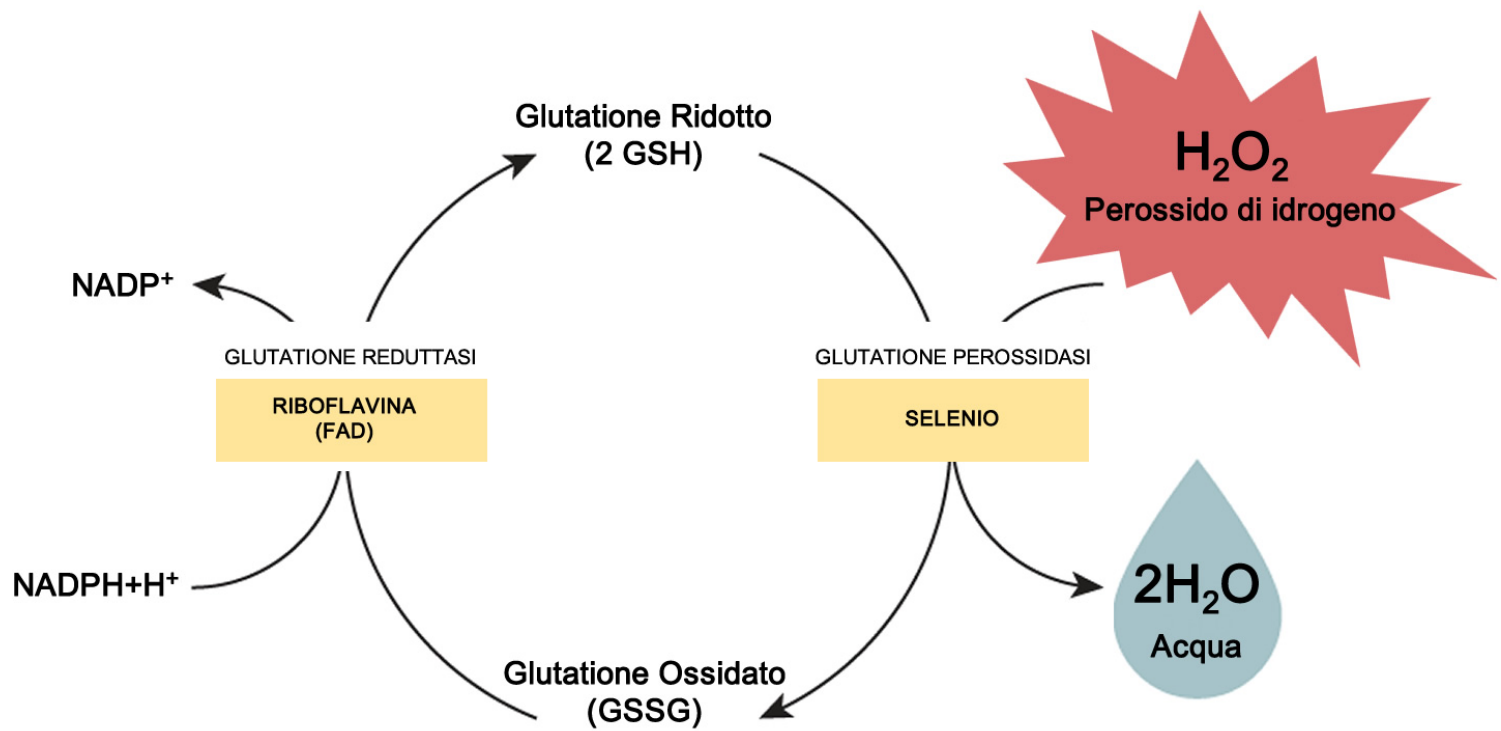 Glutatione Ridotto
(2 GSH)
H₂O₂
Perossido di idrogeno
NADP⁺
GLUTATIONE REDUTTASI
RIBOFLAVINA
(FAD)
GLUTATIONE PEROSSIDASI
SELENIO
NADPH+H⁺
2H₂O
Acqua
Glutatione Ossidato
(GSSG)